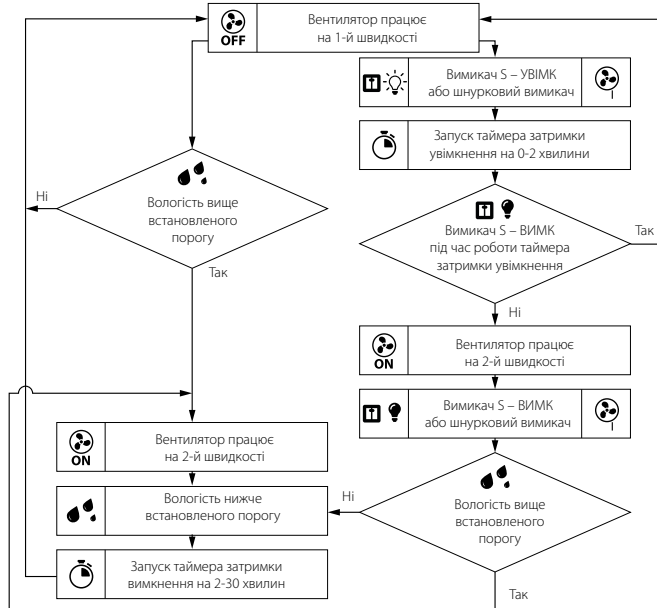 OFF
Вентилятор працює
на 1-й швидкості
Вимикач S – УВІМК
або шнурковий вимикач
Запуск таймера затримки
увімкнення на 0-2 хвилини
Ні
Вологість вище
встановленого
порогу
Так
Вимикач S – ВИМК
під час роботи таймера
затримки увімкнення
Так
Ні
ON
Вентилятор працює
на 2-й швидкості
Вимикач S – ВИМК
або шнурковий вимикач
ON
Вентилятор працює
на 2-й швидкості
Вологість нижче
встановленого порогу
Ні
Вологість вище
встановленого
порогу
Запуск таймера затримки
вимкнення на 2-30 хвилин
Так